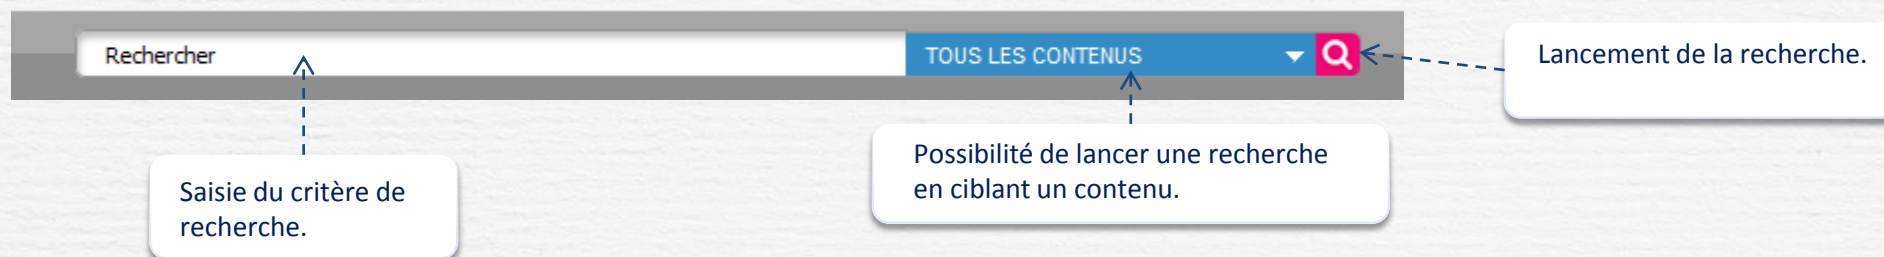 Rechercher
TOUS LES CONTENUS
Lancement de la recherche.
Possibilité de lancer une recherche
en ciblant un contenu.
Saisie du critère de
recherche.